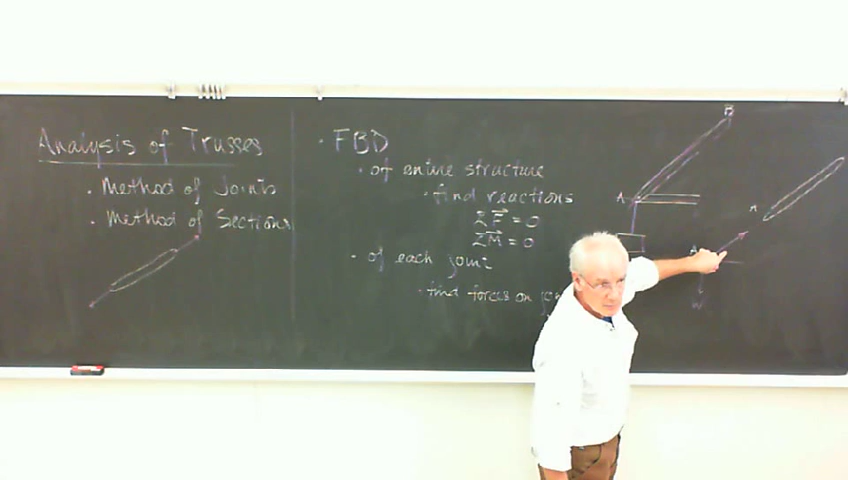 Analysis of Trusses
• Method of Joints
• Method of Sections
• FBD
• of entire structure
• find reactions
ΣF = 0
ΣM = 0
• of each joint
• find forces on
B
A
A
A
W